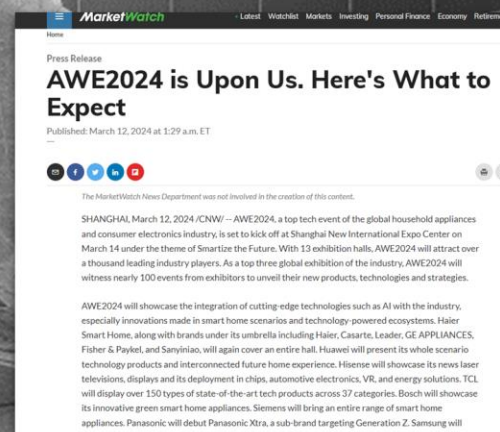 MarketWatch
Latest Watchlist Markets Investing Personal Finance Economy
Home
Press Release
AWE2024 is Upon Us. Here's What to
Expect
Published: March 12, 2024 at 1:29 a.m. ET
The MarketWatch News Department was not involved in the creation of this content.
SHANGHAI, March 12, 2024 /CNW/ -- AWE2024, a top tech event of the global household appliances
and consumer electronics industry, is set to kick off at Shanghai New International Expo Center on
March 14 under the theme of Smartize the Future. With 13 exhibition halls, AWE2024 will attract over
a thousand leading industry players. As a top three global exhibition of the industry, AWE2024 will
witness nearly 100 events from exhibitors to unveil their new products, technologies and strategies.
AWE2024 will showcase the integration of cutting-edge technologies such as AI with the industry,
especially innovations made in smart home scenarios and technology-powered ecosystems. Haier
Smart Home, along with brands under its umbrella including Haier, Casarte, Leader, GE APPLIANCES,
Fisher & Paykel, and Sanyiniao, will again cover an entire hall. Huawei will present its whole scenario
technology products and interconnected future home experience. Hisense will showcase its news laser
televisions, displays and its deployment in chips, automotive electronics, VR, and energy solutions. TCL
will display over 150 types of state-of-the-art tech products across 37 categories. Bosch will showcase
its innovative green smart home appliances. Siemens will bring an entire range of smart home
appliances. Panasonic will debut Panasonic Xtra, a sub-brand targeting Generation Z. Samsung will